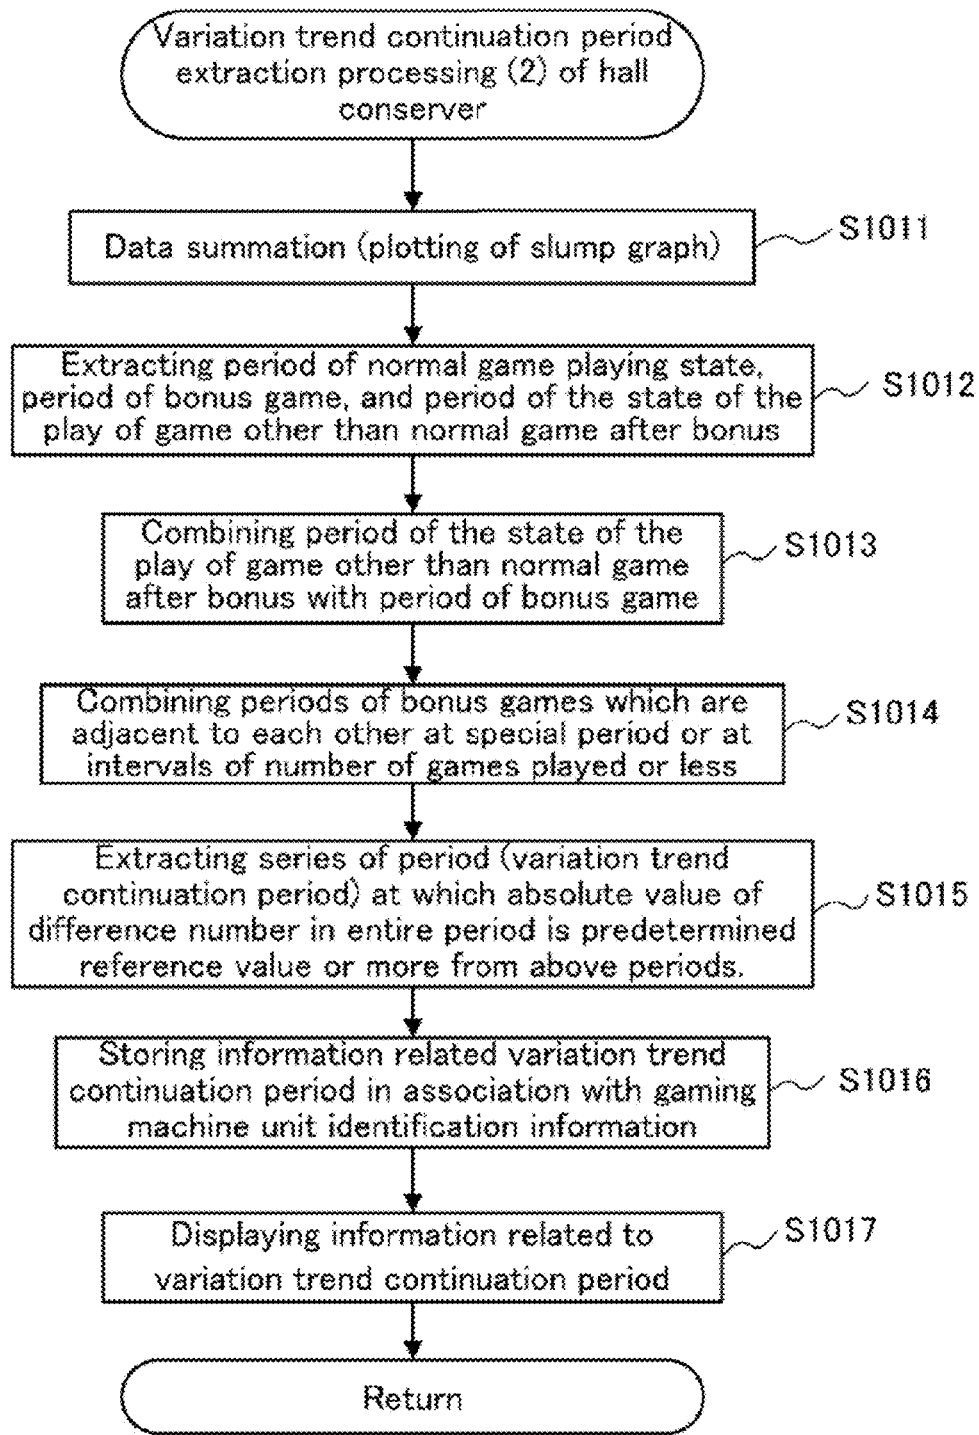 Variation trend continuation period
extraction processing (2) of hall
conserver
Data summation (plotting of slump graph)
S1011
Extracting period of normal game playing state,
period of bonus game, and period of the state of the
play of game other than normal game after bonus
S1012
Combining period of the state of the
play of game other than normal game
after bonus with period of bonus game
S1013
Combining periods of bonus games which are
adjacent to each other at special period or at
intervals of number of games played or less
S1014
Extracting series of period (variation trend
continuation period) at which absolute value of
difference number in entire period is predetermined
reference value or more from above periods.
S1015
Storing information related variation trend
continuation period in association with gaming
machine unit identification information
S1016
Displaying information related to
variation trend continuation period
S1017
Return